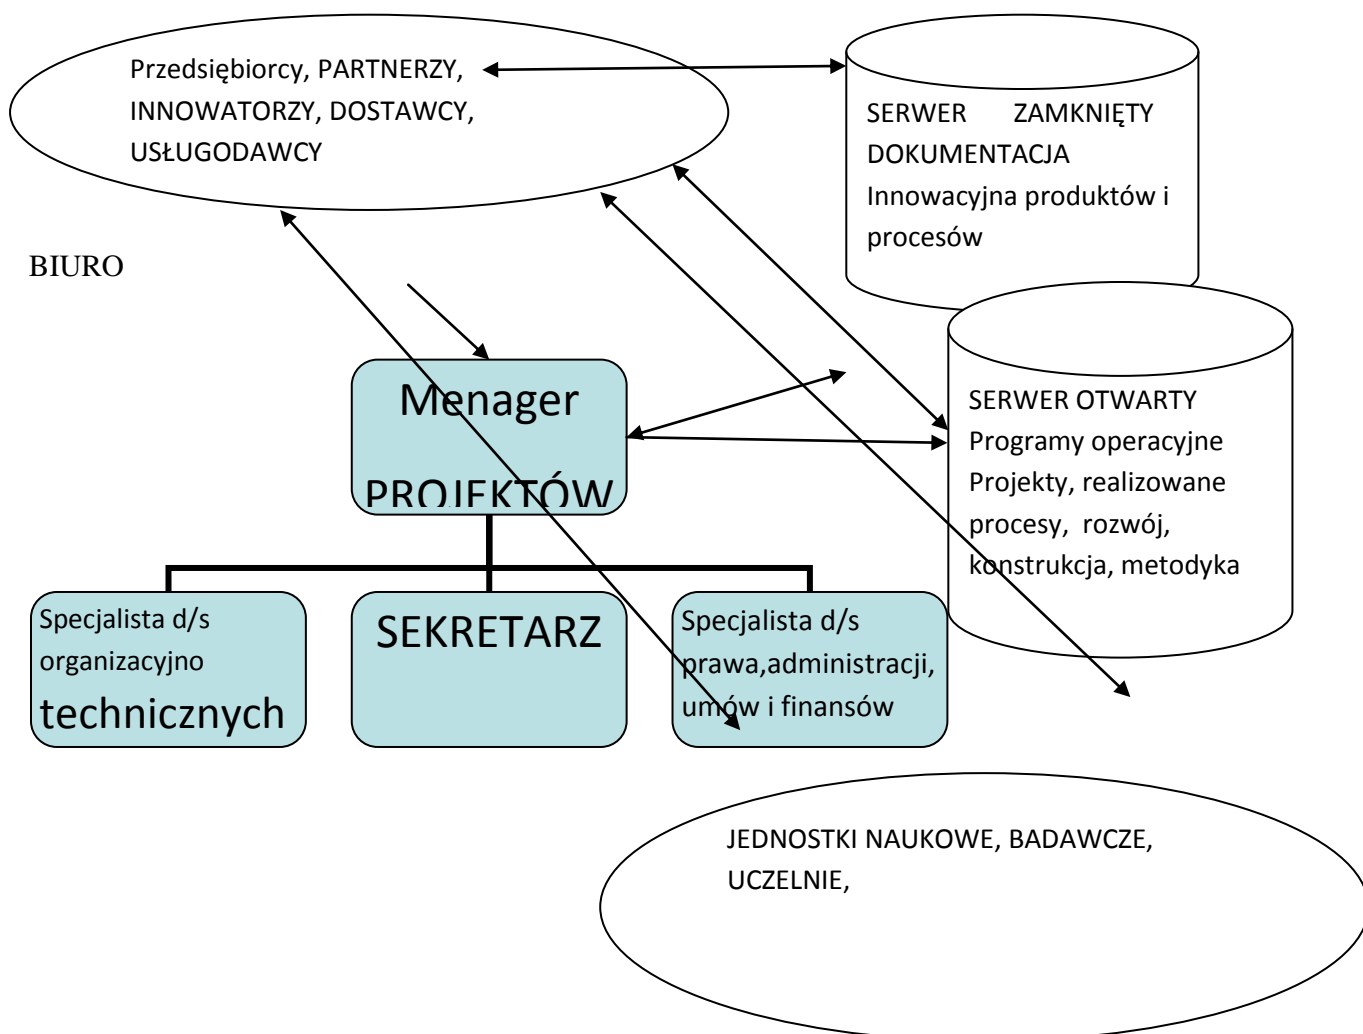 Przedsiębiorcy, PARTNERZY,
INNOWATORZY, DOSTAWCY,
USŁUGODAWCY
SERWER ZAMKNIĘTY
DOKUMENTACJA
Innowacyjna produktów i
procesów
BIURO
Menager
PROJEKTÓW
SERWER OTWARTY
Programy operacyjne
Projekty, realizowane
procesy, rozwój,
konstrukcja, metodyka
Specjalista d/s
organizacyjno
technicznych
SEKRETARZ
Specjalista d/s
prawa,administracji,
umów i finansów
JEDNOSTKI NAUKOWE, BADAWCZE,
UCZELNIE,